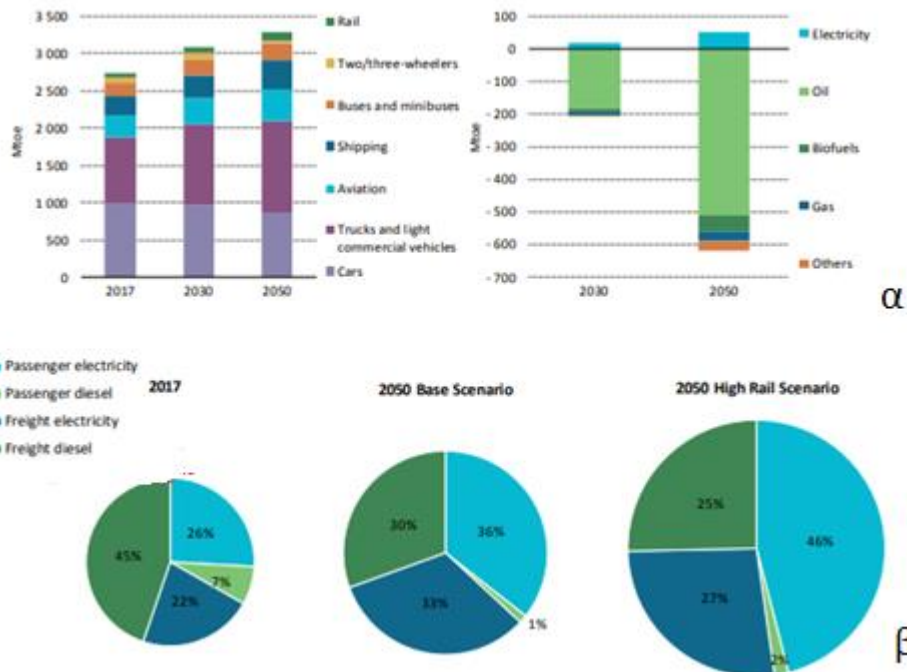 3 500
3 000
2 500
2 000
1 500
1 000
500
0
Mtoe
2017
2030
2050
Rail
Two/three-wheelers
Buses and minibuses
Shipping
Aviation
Trucks and light
commercial vehicles
Cars
100
0
- 100
- 200
- 300
- 400
- 500
- 600
- 700
Mtoe
2030
2050
Electricity
Oil
Biofuels
Gas
Others
α
Passenger electricity
Passenger diesel
Freight electricity
Freight diesel
2017
26%
7%
22%
45%
2050 Base Scenario
36%
1%
33%
30%
2050 High Rail Scenario
46%
2%
27%
25%
β